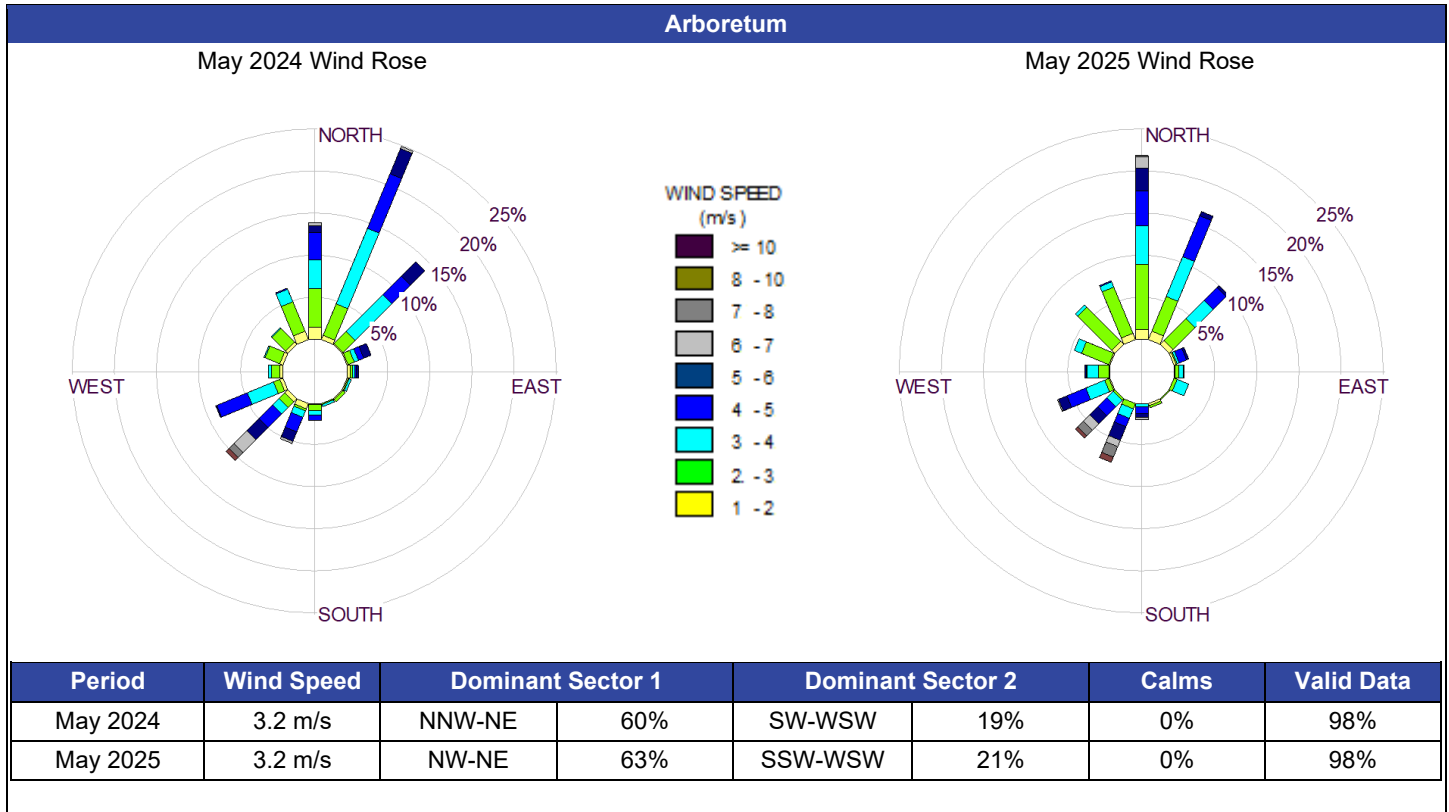 Arboretum
May 2024 Wind Rose
May 2025 Wind Rose
NORTH
25%
20%
15%
10%
5%
WEST
EAST
SOUTH
WIND SPEED
(m/s)
>= 10
8 - 10
7 - 8
6 - 7
5 - 6
4 - 5
3 - 4
2 - 3
1 - 2
NORTH
25%
20%
15%
10%
5%
WEST
EAST
SOUTH
Period Wind Speed Dominant Sector 1 Dominant Sector 2 Calms Valid Data
May 2024 3.2 m/s NNW-NE 60% SW-WSW 19% 0% 98%
May 2025 3.2 m/s NW-NE 63% SSW-WSW 21% 0% 98%